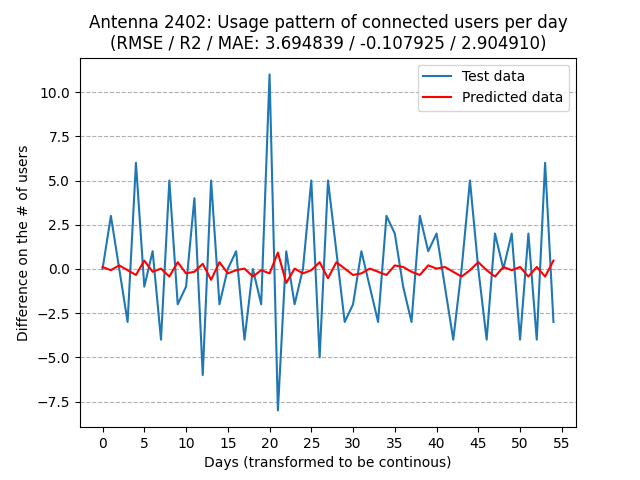 Antenna 2402: Usage pattern of connected users per day
(RMSE / R2 / MAE: 3.694839 / -0.107925 / 2.904910)
Test data
Predicted data
10.0
7.5
5.0
2.5
0.0
−2.5
−5.0
−7.5
Difference on the # of users
0 5 10 15 20 25 30 35 40 45 50 55
Days (transformed to be continous)